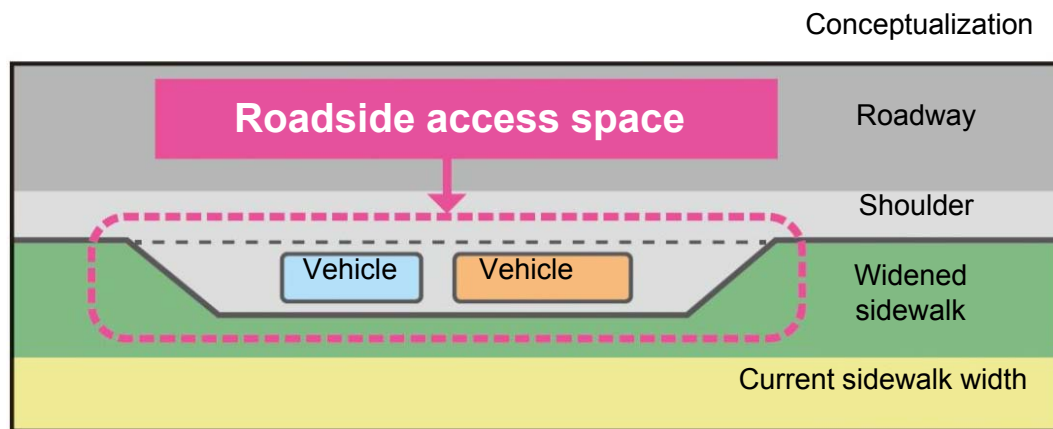 Conceptualization
Roadside access space
Roadway
Shoulder
Vehicle
Vehicle
Widened
sidewalk
Current sidewalk width